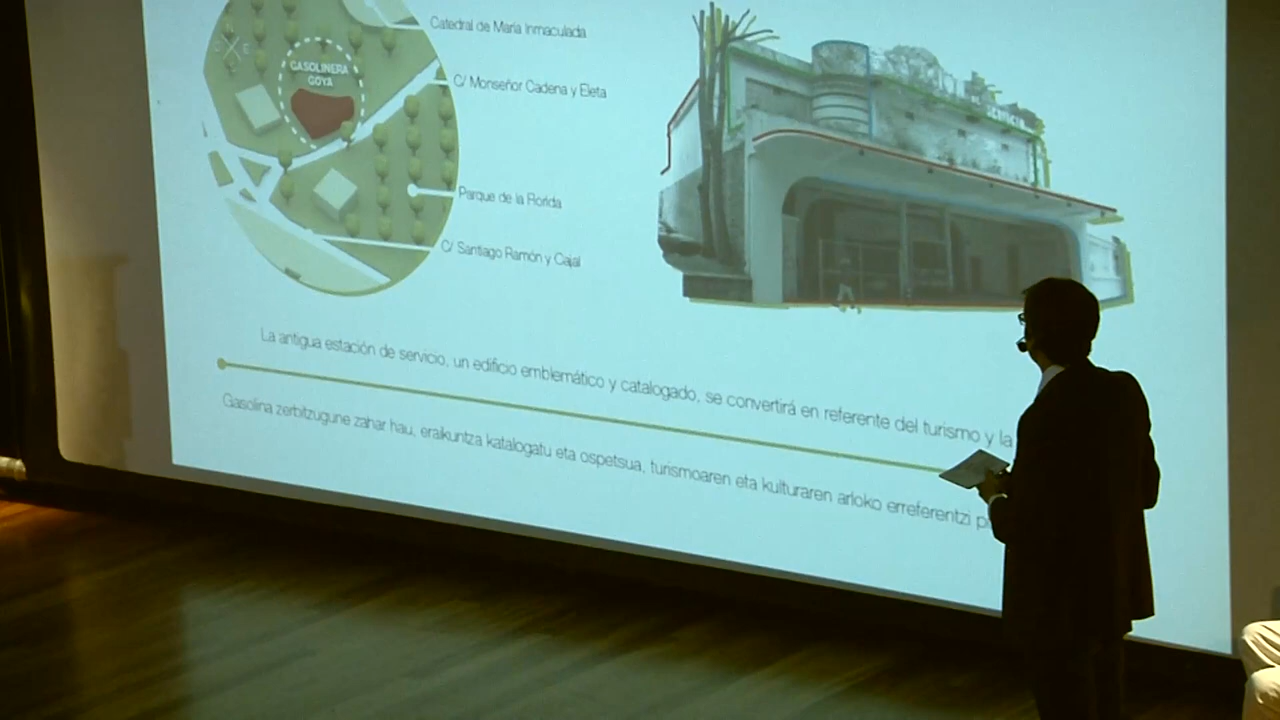 Catedral de María Inmaculada
GASOLINERA
GOYA
C/ Monseñor Cadena y Eleta
Parque de la Florida
C/ Santiago Ramón y Cajal
La antigua estación de servicio, un edificio emblemático y catalogado, se convertirá en referente del turismo y la
Gasolina zerbitzugune zahar hau, eraikuntza katalogatu eta ospetsua, turismoaren eta kulturaren arloko erreferentzi